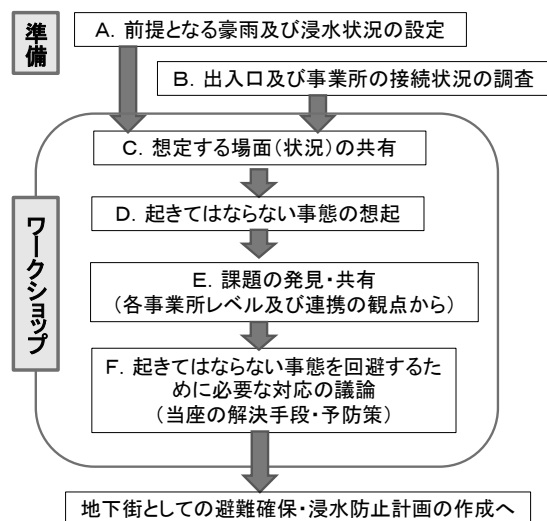 準備
A．前提となる豪雨及び浸水状況の設定
B．出入口及び事業所の接続状況の調査
C．想定する場面（状況）の共有
D．起きてはならない事態の想起
ワークショップ
E．課題の発見・共有
（各事業所レベル及び連携の観点から）
F．起きてはならない事態を回避するた
めに必要な対応の議論
（当座の解決手段・予防策）
地下街としての避難確保・浸水防止計画の作成へ